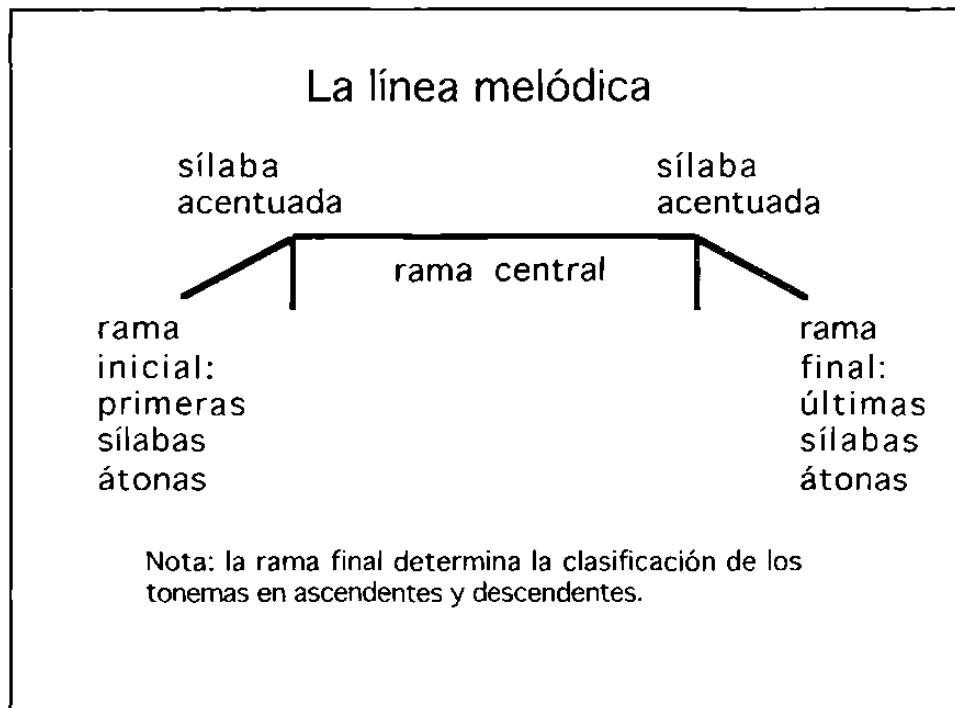 La línea melódica
sílaba
acentuada
sílaba
acentuada
rama central
rama
inicial:
primeras
sílabas
átonas
rama
final:
últimas
sílabas
átonas
Nota: la rama final determina la clasificación de los
tonemas en ascendentes y descendentes.